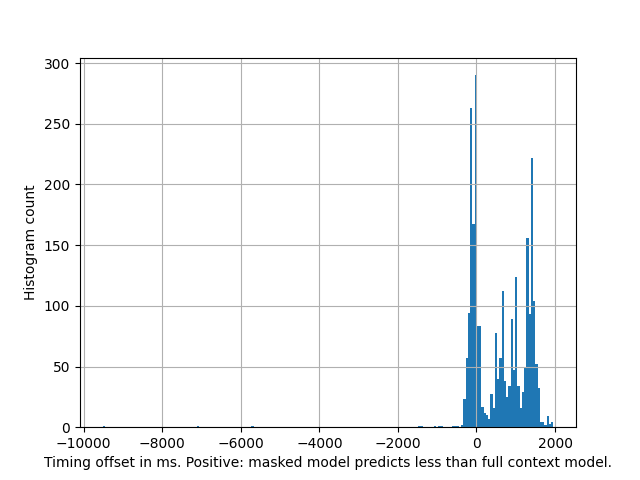 300
250
200
150
100
50
0
Histogram count
−10000 −8000 −6000 −4000 −2000 0 2000
Timing offset in ms. Positive: masked model predicts less than full context model.